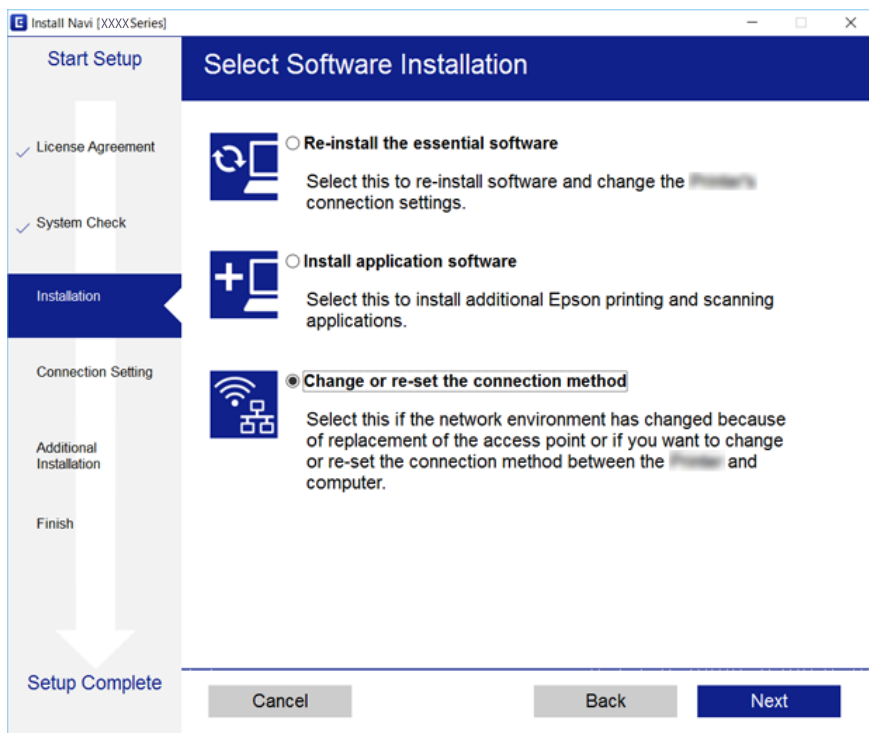 E Install Navi [XXXX Series]
Start Setup
License Agreement
System Check
Installation
Connection Setting
Additional
Installation
Finish
Setup Complete
Select Software Installation
Re-install the essential software
Select this to re-install software and change the
connection settings.
Install application software
Select this to install additional Epson printing and scanning
applications.
Change or re-set the connection method
Select this if the network environment has changed because
of replacement of the access point or if you want to change
or re-set the connection method between the and
computer.
Cancel
Back
Next